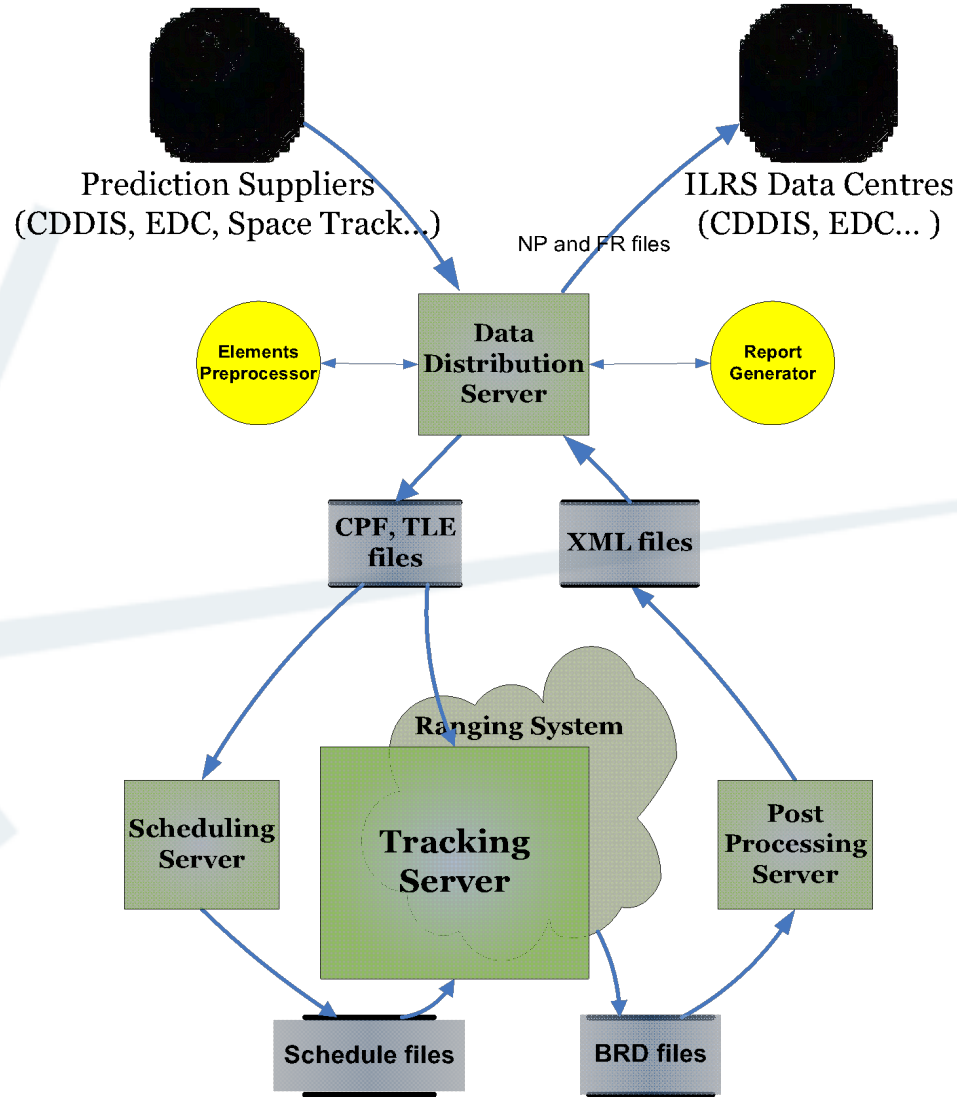 Prediction Suppliers
(CDDIS, EDC, Space Track...)
ILRS Data Centres
(CDDIS, EDC... )
NP and FR files
Elements
Preprocessor
Data
Distribution
Server
Report
Generator
CPF, TLE
files
XML files
Ranging System
Scheduling
Server
Tracking
Server
Post
Processing
Server
Schedule files
BRD files